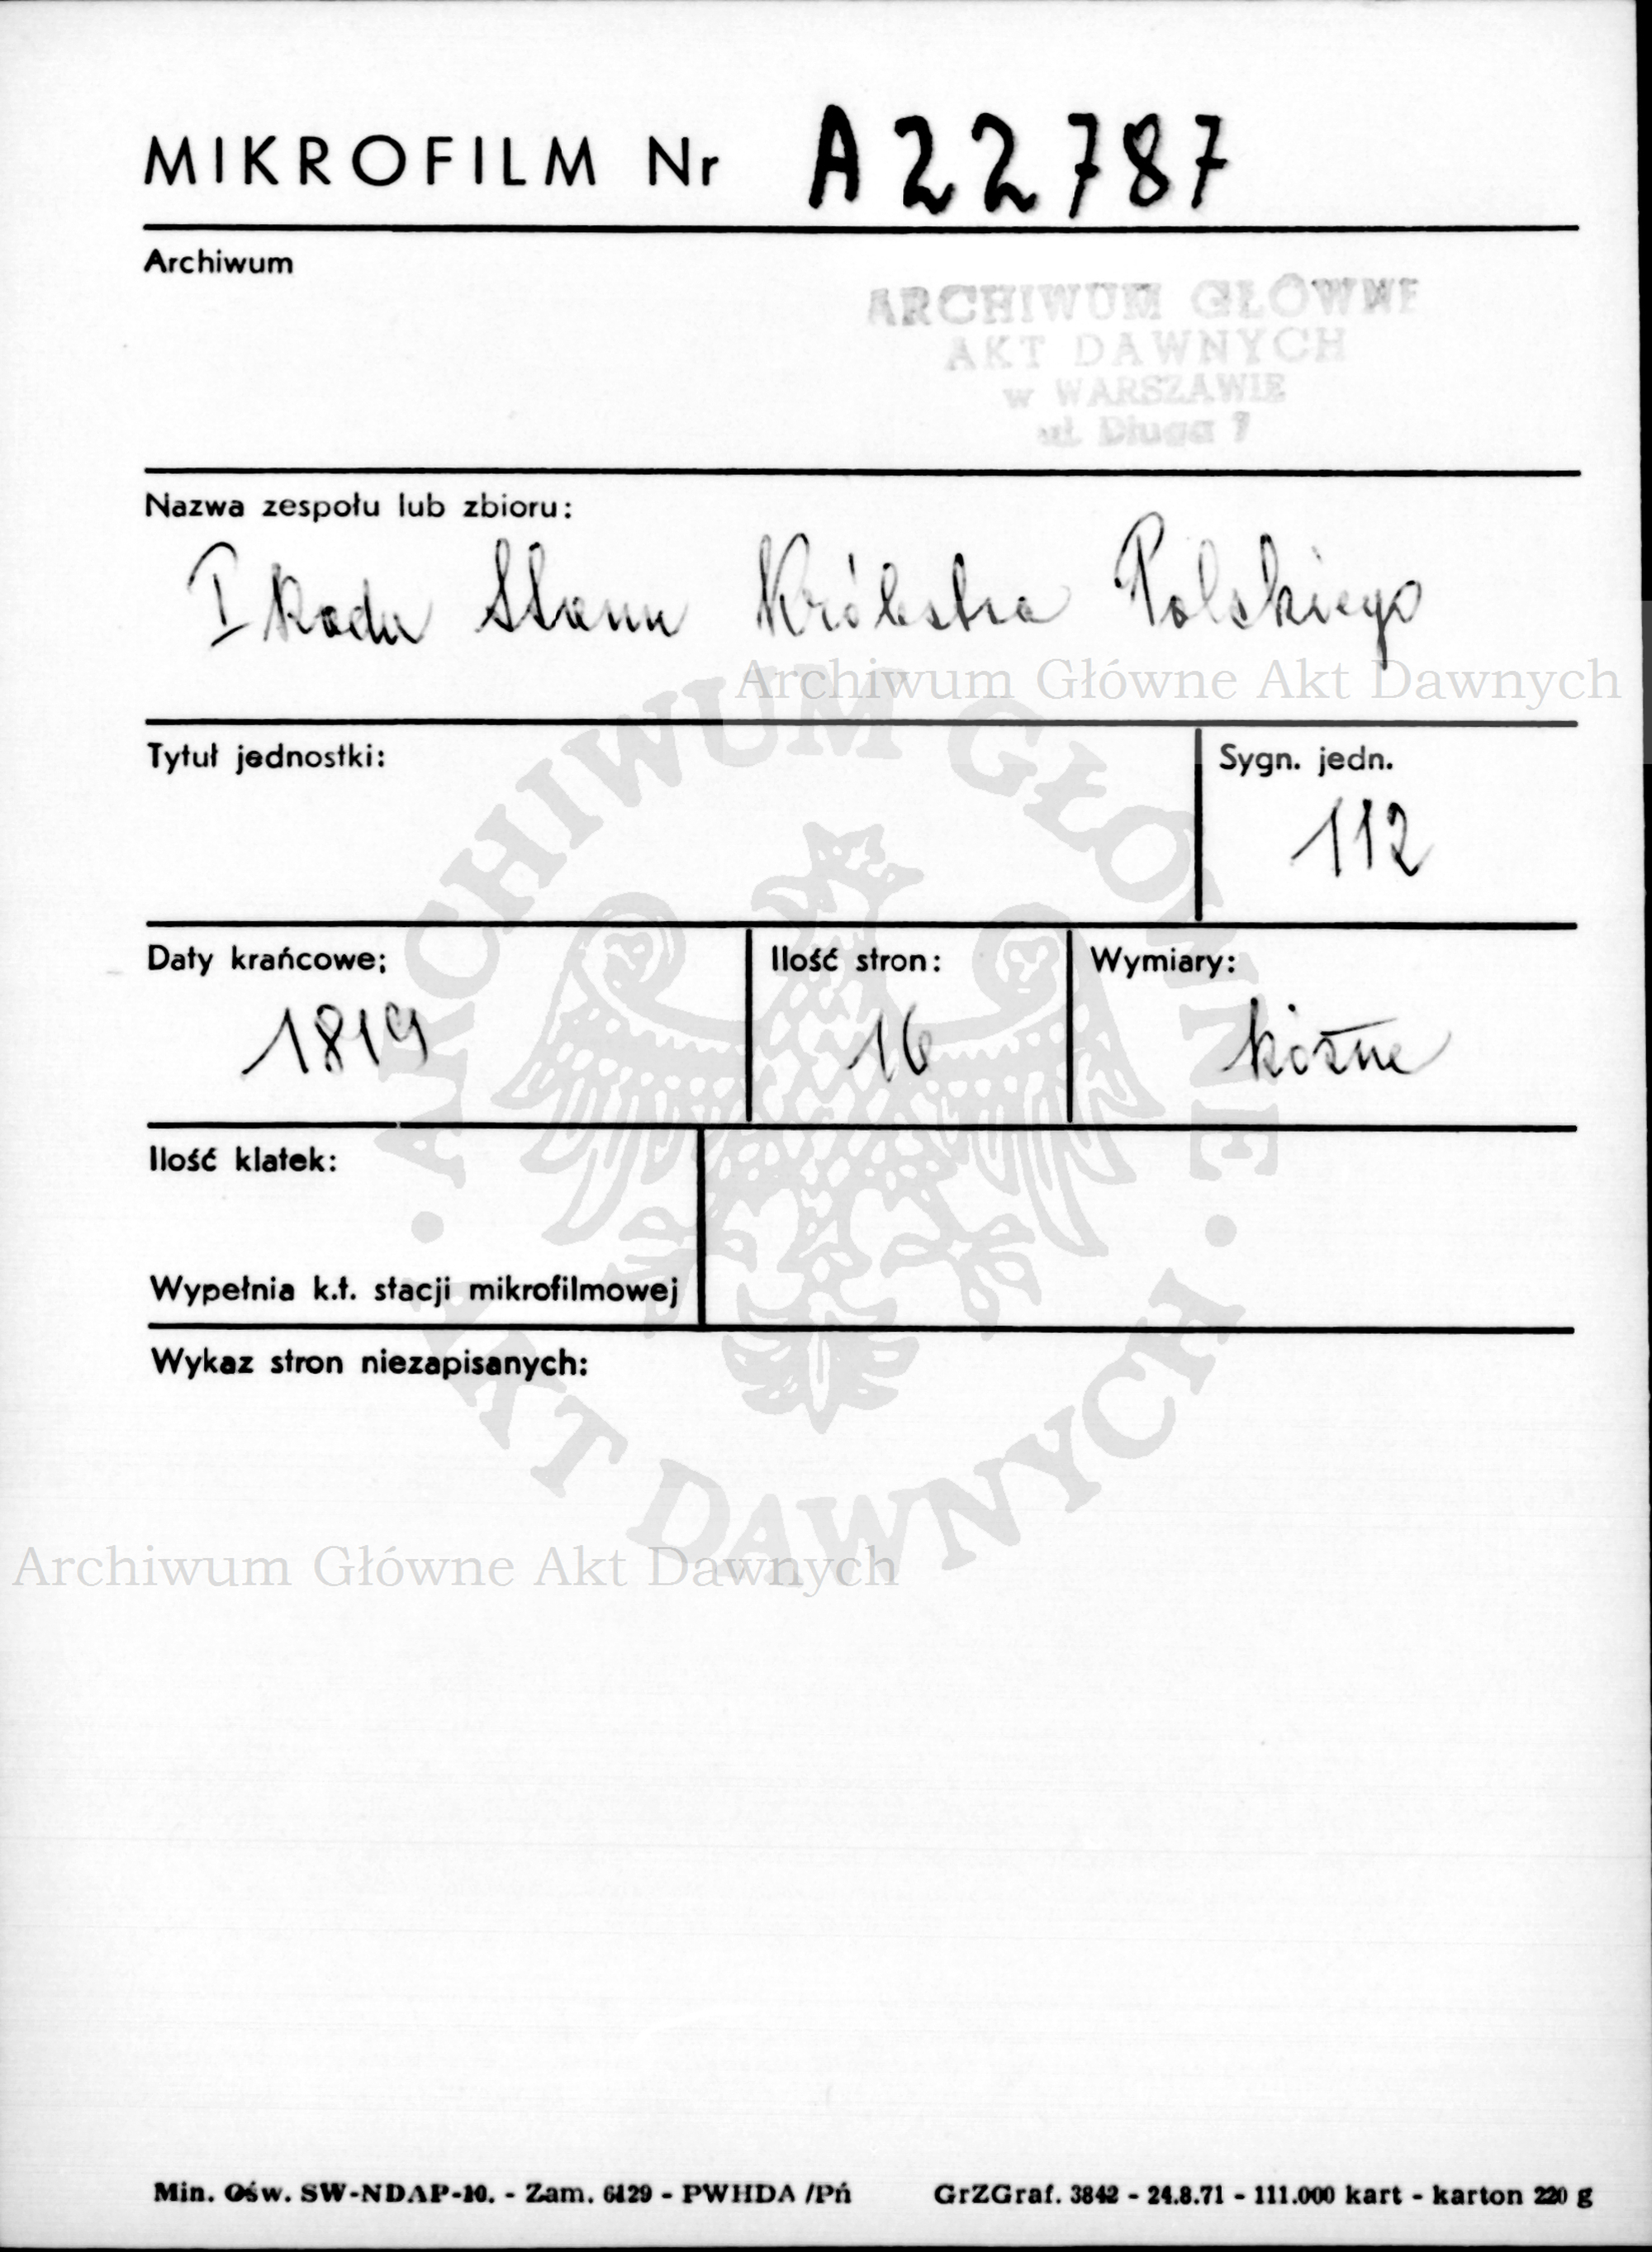 MIKROFILM Nr A22787
Archiwum
ARCHIWUM GŁÓWNE
AKT DAWNYCH
w WARSZAWIE
ul. Długa 7
Nazwa zespołu lub zbioru:
I Rada Stanu Królestwa Polskiego
Archiwum Główne Akt Dawnych
Tytuł jednostki:
Sygn. jedn.
112
ARCHIWUM GŁÓWNE
Daty krańcowe;
Ilość stron:
Wymiary:
1819
16
różne
Ilość klatek:
Wypełnia k.t. stacji mikrofilmowej
Wykaz stron niezapisanych:
AKT DAWNYCH
Archiwum Główne Akt Dawnych
Min. Ośw. SW-NDAP-10. - Zam. 6129 - PWHDA /Pń GrZGraf. 3842 - 24.8.71 - 111.000 kart - karton 220 g